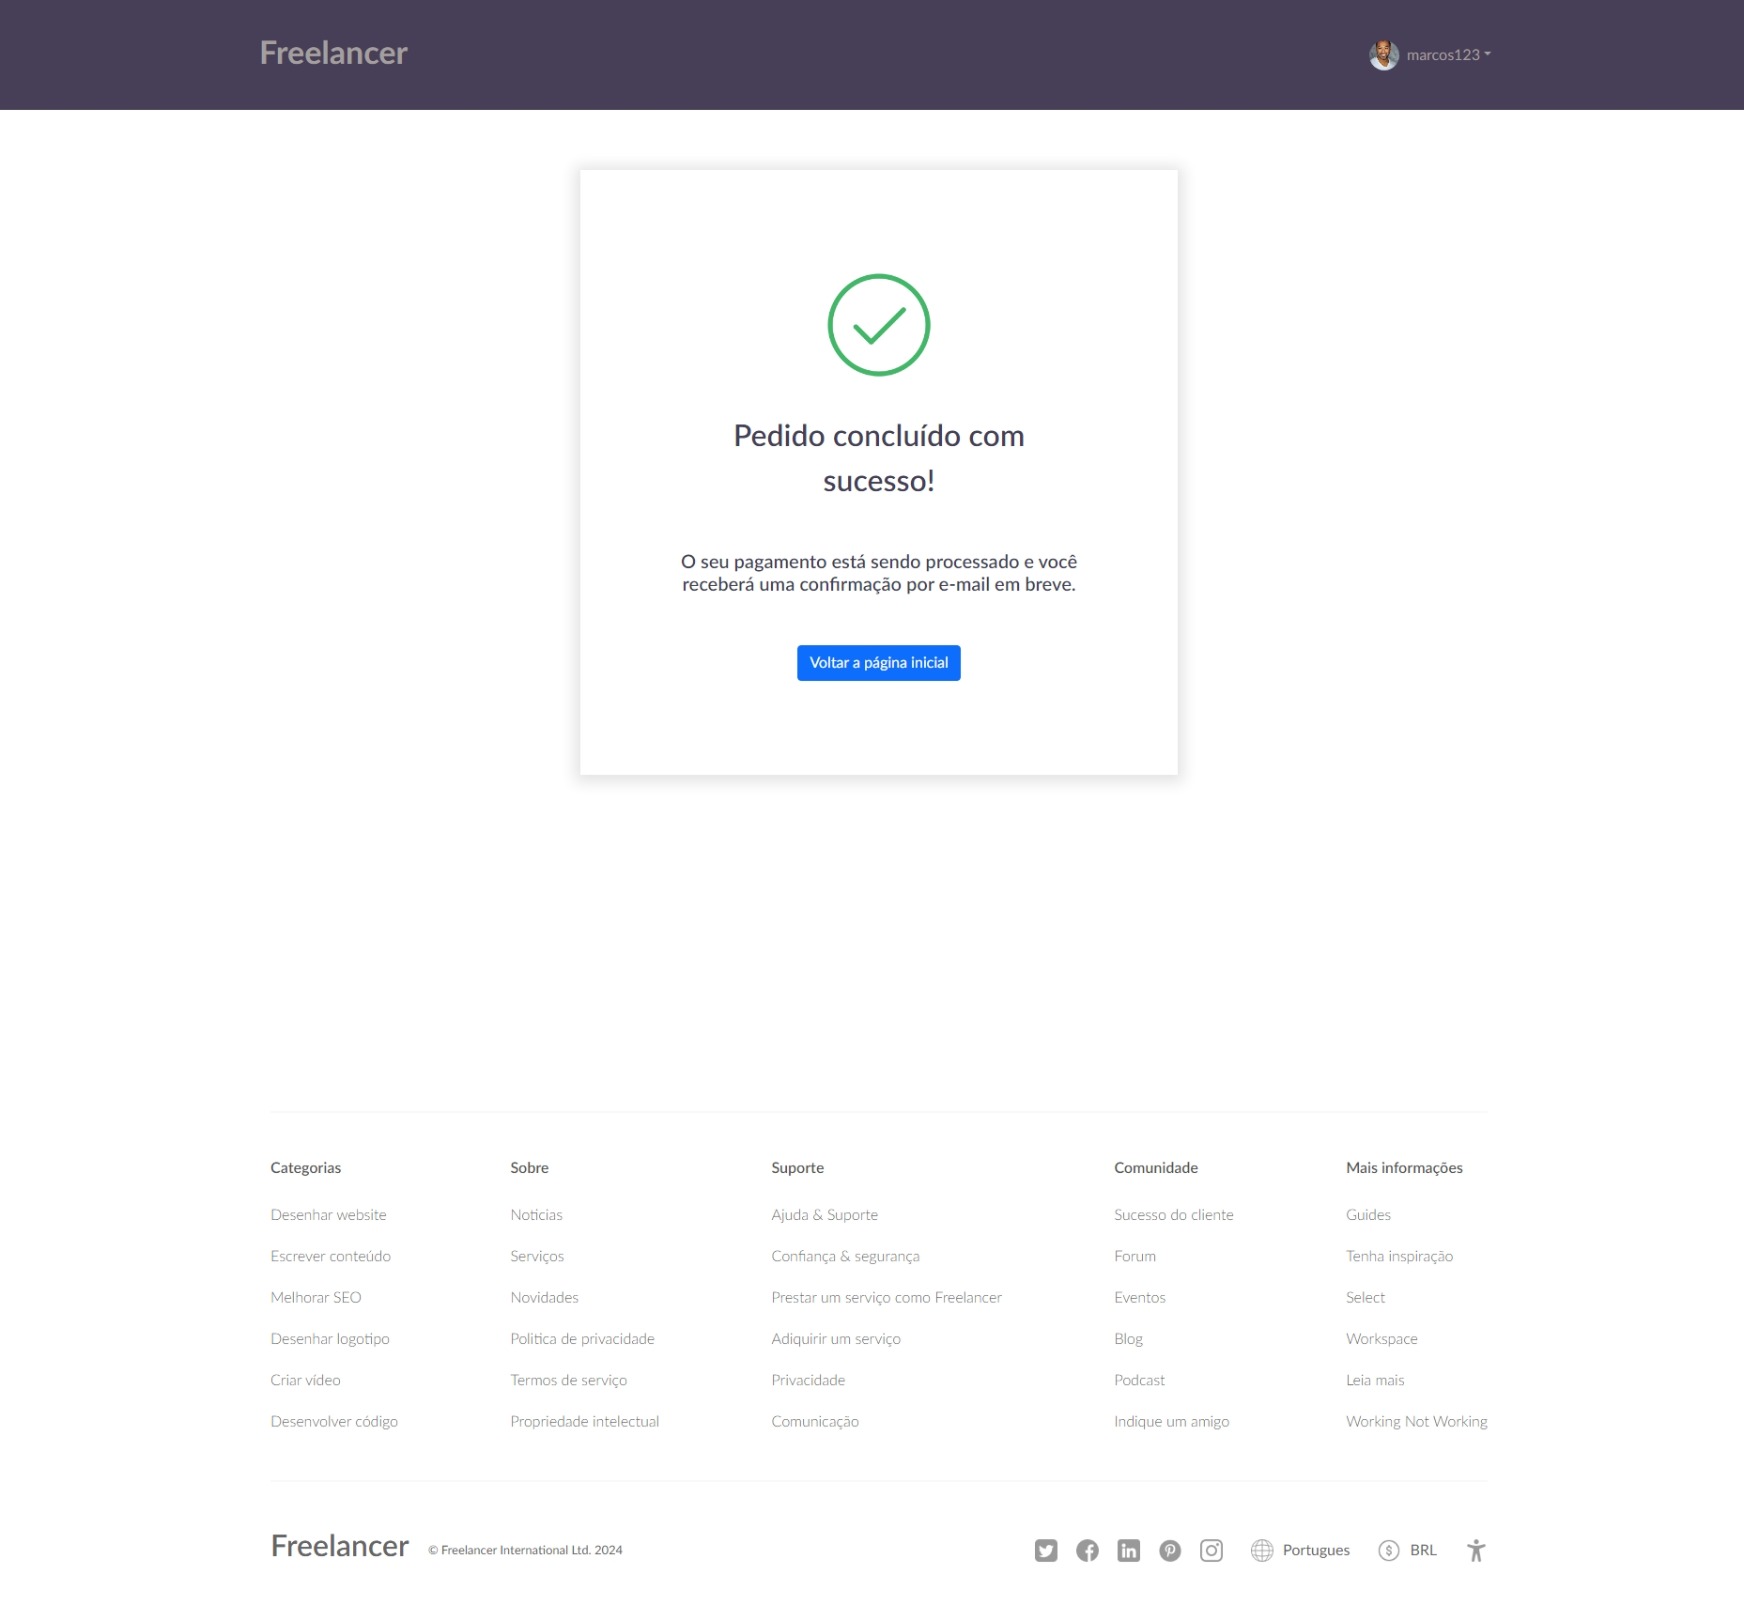 Freelancer
marcos123
Pedido concluído com
sucesso!
O seu pagamento está sendo processado e você
receberá uma confirmação por e-mail em breve.
Voltar a página inicial
Categorias
Desenhar website
Escrever conteúdo
Melhorar SEO
Desenhar logotipo
Criar vídeo
Desenvolver código
Sobre
Noticias
Serviços
Novidades
Politica de privacidade
Termos de serviço
Propriedade intelectual
Suporte
Ajuda & Suporte
Confiança & segurança
Prestar um serviço como Freelancer
Adiquirir um serviço
Privacidade
Comunicação
Comunidade
Sucesso do cliente
Forum
Eventos
Blog
Podcast
Indique um amigo
Mais informações
Guides
Tenha inspiração
Select
Workspace
Leia mais
Working Not Working
Freelancer
© Freelancer International Ltd. 2024
Portugues
BRL